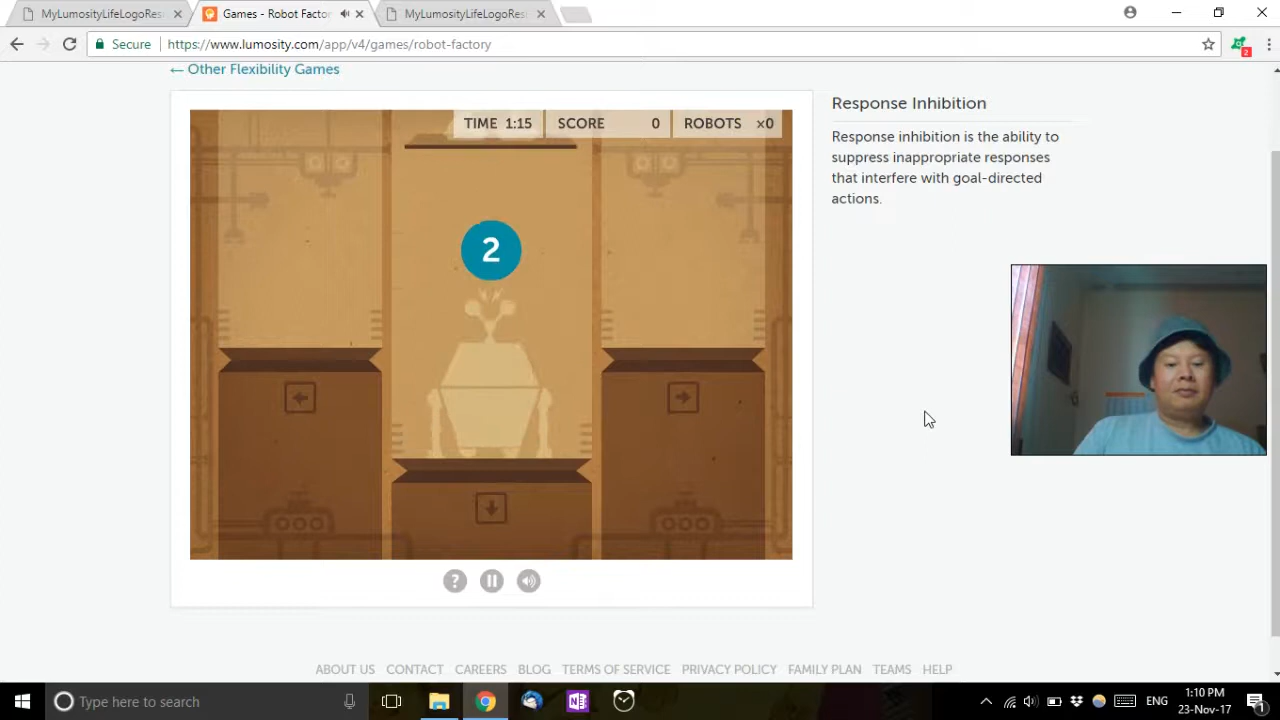 MyLumosityLifeLogoRes
Games - Robot Factor
MyLumosityLifeLogoRes
Secure
https://www.lumosity.com/app/v4/games/robot-factory
2
← Other Flexibility Games
TIME 1:15
SCORE 0
ROBOTS ×0
2
Response Inhibition
Response inhibition is the ability to
suppress inappropriate responses
that interfere with goal-directed
actions.
?
ABOUT US CONTACT CAREERS BLOG TERMS OF SERVICE PRIVACY POLICY FAMILY PLAN TEAMS HELP
Type here to search
ENG
1:10 PM
23-Nov-17
1